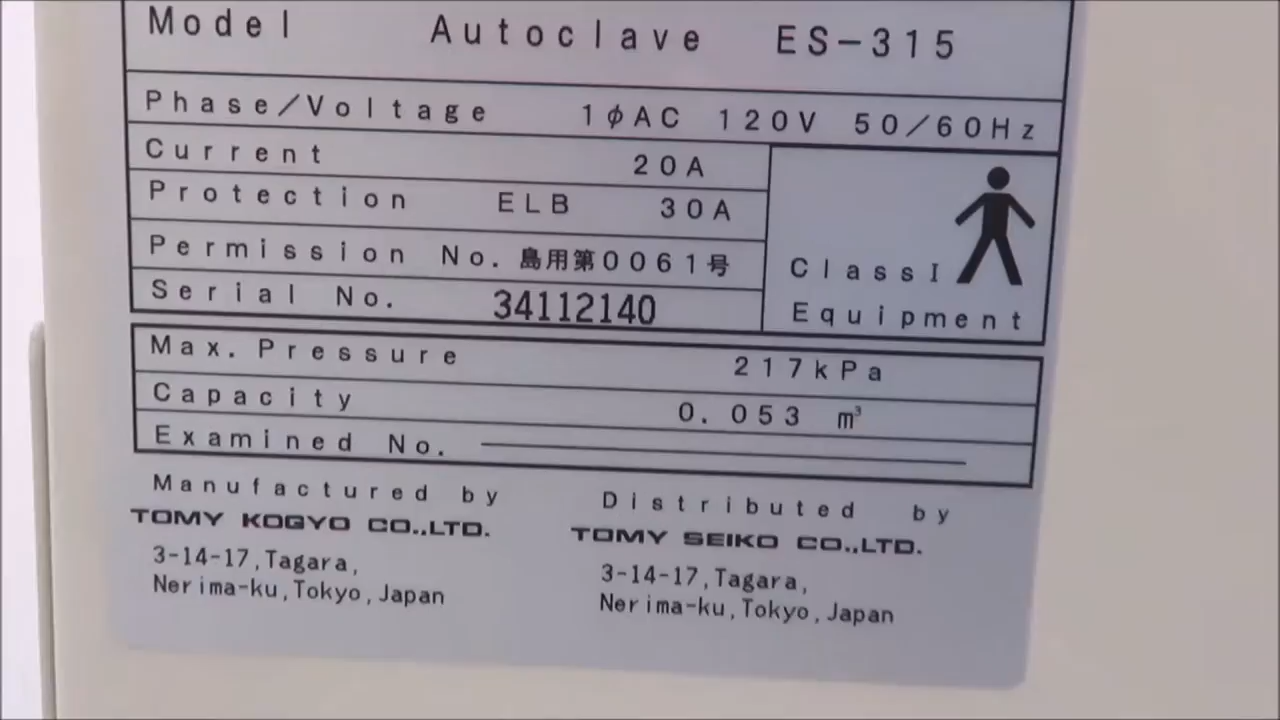 Model Autoclave ES-315
Phase/Voltage 1φAC 120V 50/60Hz
Current 20A
Protection ELB 30A
Permission No. 島用第0061号
Serial No. 34112140
Class I
Equipment
Max. Pressure 217kPa
Capacity 0.053 m³
Examined No.
Manufactured by
TOMY KOGYO CO.,LTD.
3-14-17,Tagara,
Nerima-ku,Tokyo,Japan
Distributed by
TOMY SEIKO CO.,LTD.
3-14-17,Tagara,
Nerima-ku,Tokyo,Japan